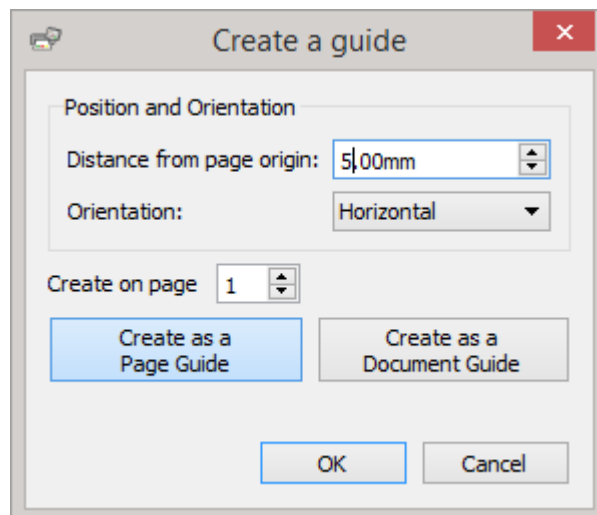 Create a guide
Position and Orientation
Distance from page origin: 5.00mm
Orientation: Horizontal
Create on page 1
Create as a
Page Guide
Create as a
Document Guide
OK Cancel